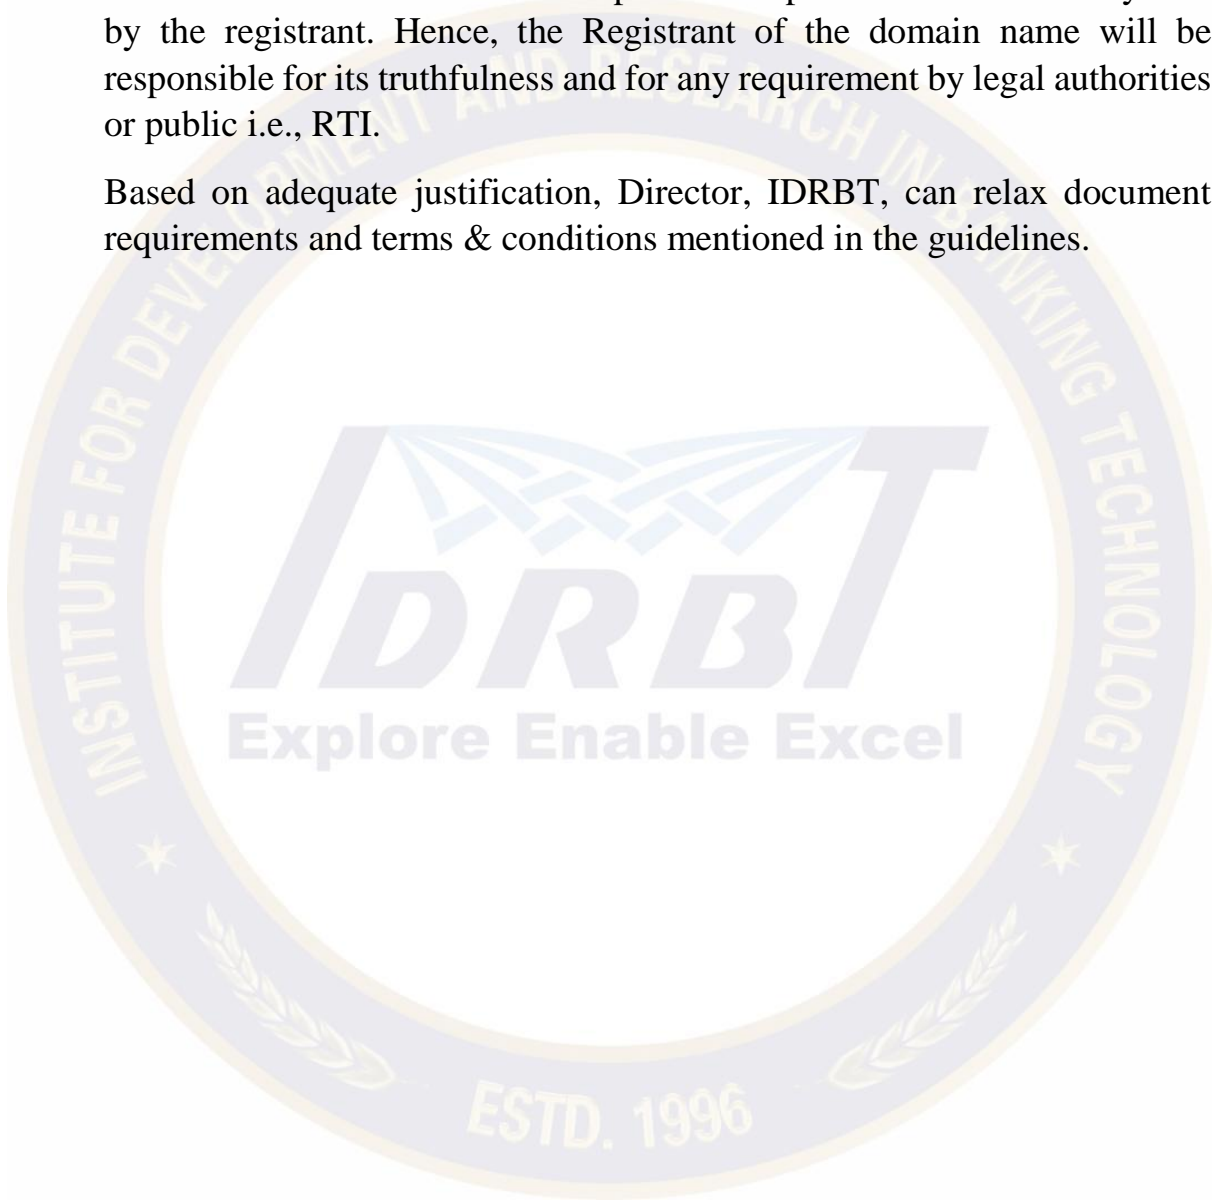 by the registrant. Hence, the Registrant of the domain name will be
responsible for its truthfulness and for any requirement by legal authorities
or public i.e., RTI.
Based on adequate justification, Director, IDRBT, can relax document
requirements and terms & conditions mentioned in the guidelines.
INSTITUTE FOR DEVELOPMENT AND RESEARCH IN BANKING TECHNOLOGY
IDRBT
Explore Enable Excel
ESTD. 1996